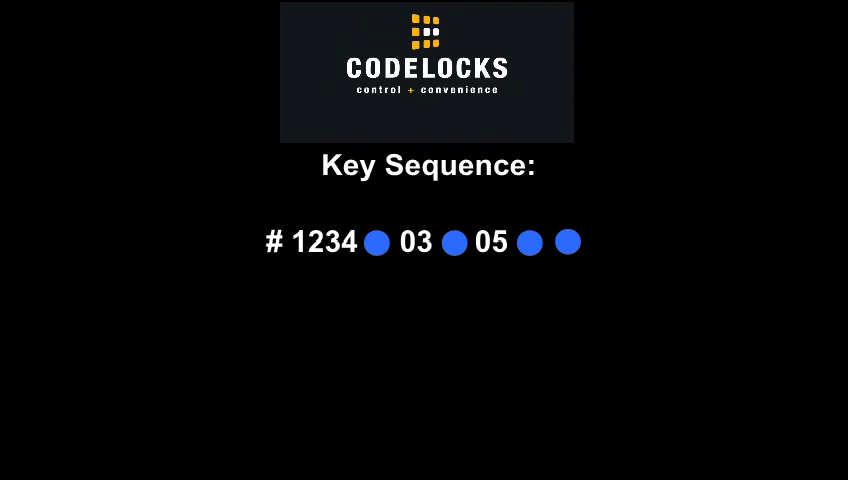 CODELOCKS
control + convenience
Key Sequence:
# 1234 🔵 03 🔵 05 🔵 🔵